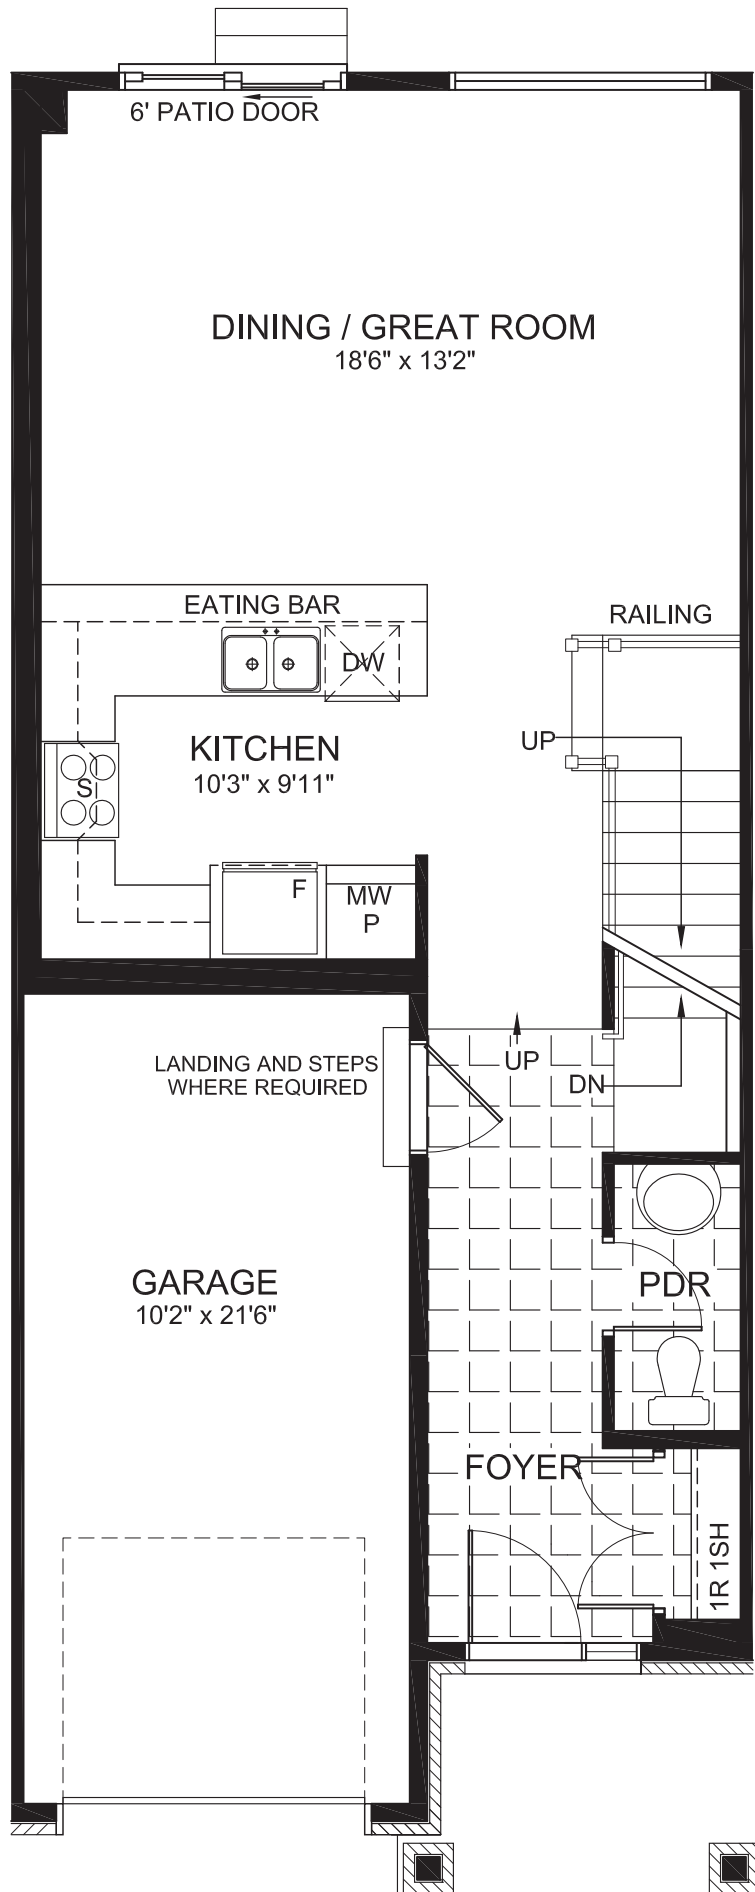 6' PATIO DOOR
DINING / GREAT ROOM
18'6" x 13'2"
EATING BAR
RAILING
DW
UP
KITCHEN
10'3" x 9'11"
S
F
MW
P
UP
LANDING AND STEPS
WHERE REQUIRED
DN
GARAGE
10'2" x 21'6"
PDR
FOYER
1R 1SH